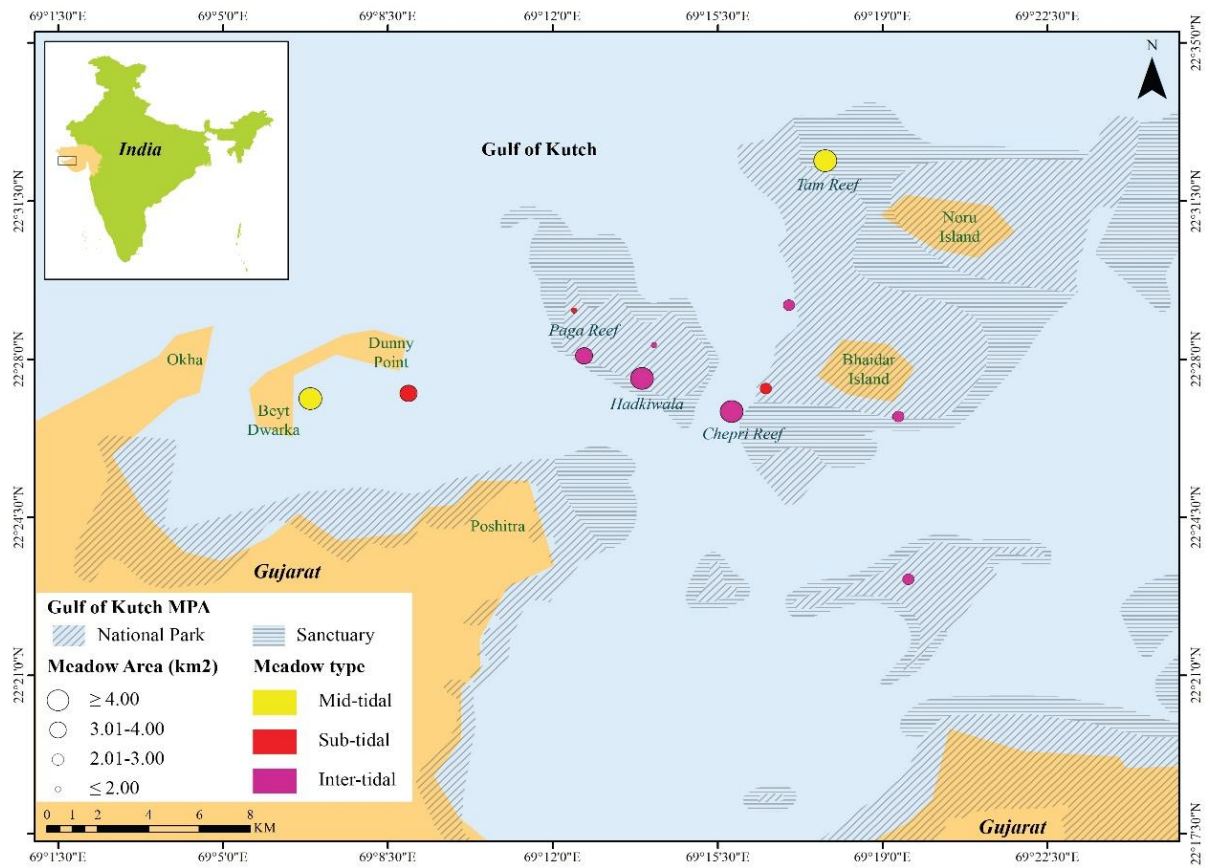 69°1'30"E 69°5'0"E 69°8'30"E 69°12'0"E 69°15'30"E 69°19'0"E 69°22'30"E
22°35'0"N
22°31'30"N
22°28'0"N
22°24'30"N
22°21'0"N
22°17'30"N
N
India
Gulf of Kutch
Tam Reef
Noru
Island
Paga Reef
Okha
Dunny
Point
Bhaidar
Island
Beyt
Dwarka
Hadkiwala
Chepri Reef
Poshitra
Gujarat
Gulf of Kutch MPA
National Park
Sanctuary
Meadow Area (km2)
≥ 4.00
3.01-4.00
2.01-3.00
≤ 2.00
Meadow type
Mid-tidal
Sub-tidal
Inter-tidal
0 1 2 4 6 8
KM
Gujarat
22°35'0"N
22°31'30"N
22°28'0"N
22°24'30"N
22°21'0"N
22°17'30"N
69°1'30"E 69°5'0"E 69°8'30"E 69°12'0"E 69°15'30"E 69°19'0"E 69°22'30"E